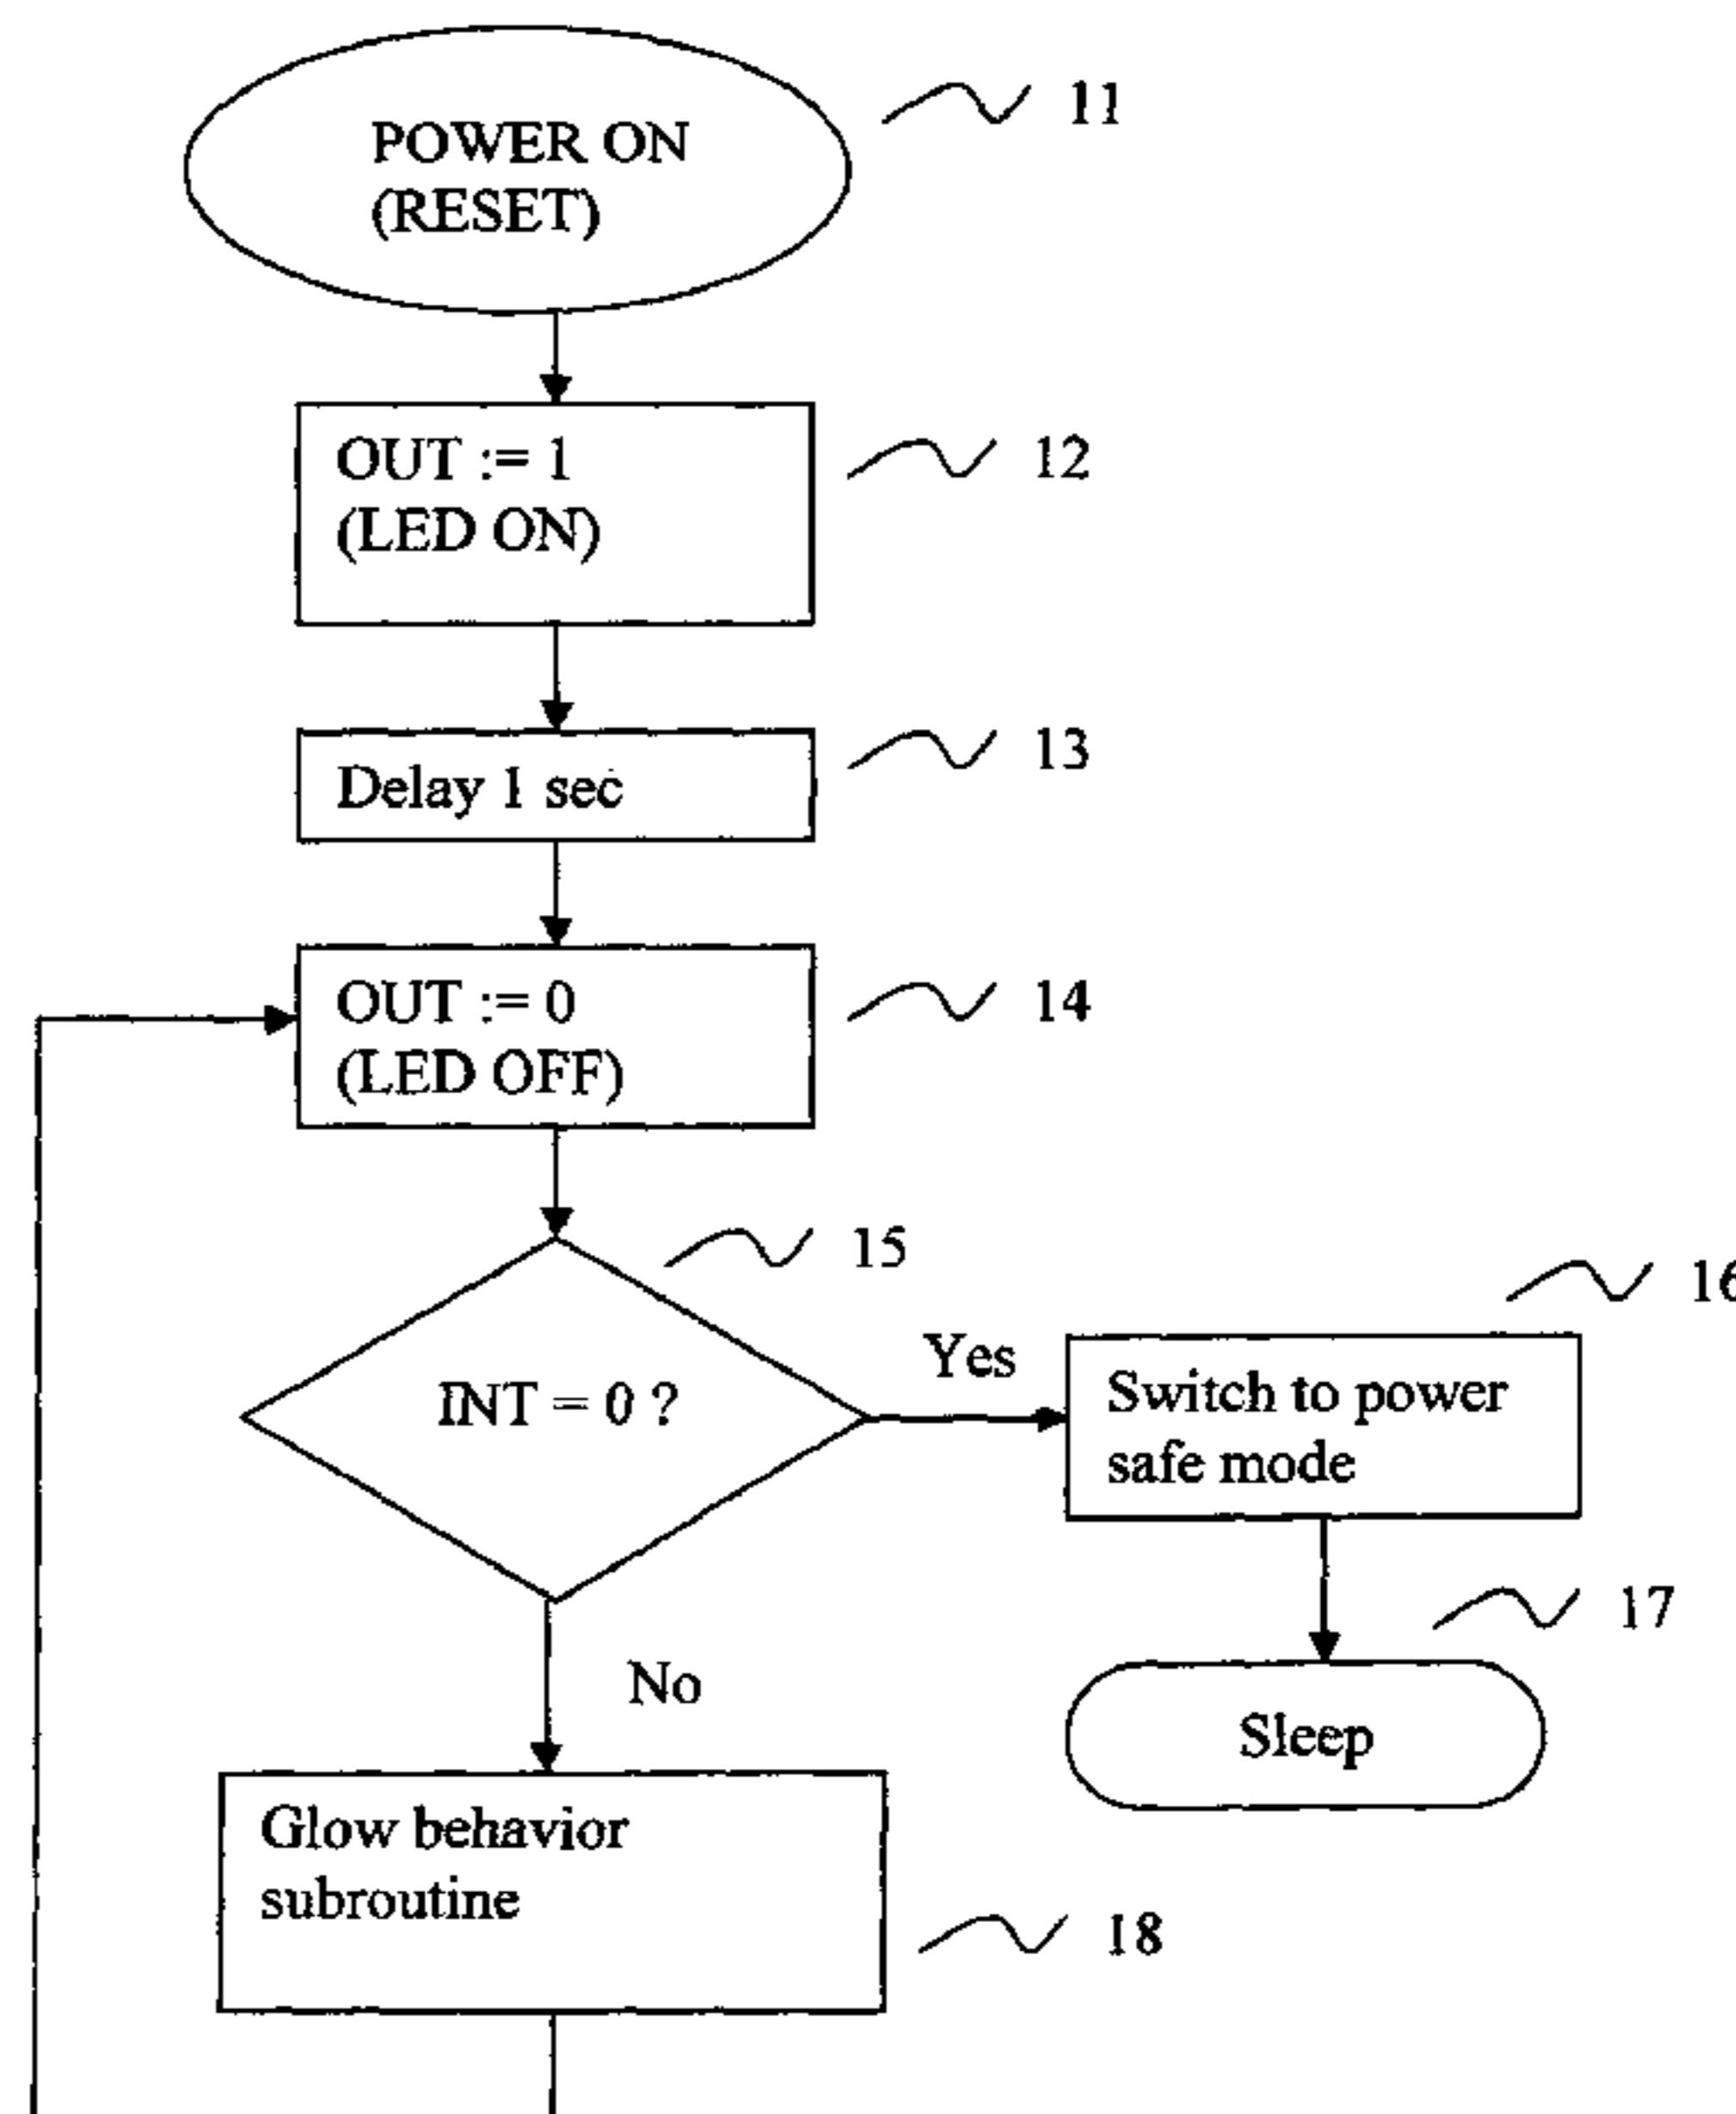 POWER ON
(RESET)
11
OUT := 1
(LED ON)
12
Delay 1 sec
13
OUT := 0
(LED OFF)
14
15
INT = 0 ?
Yes
16
Switch to power
safe mode
17
Sleep
No
Glow behavior
subroutine
18